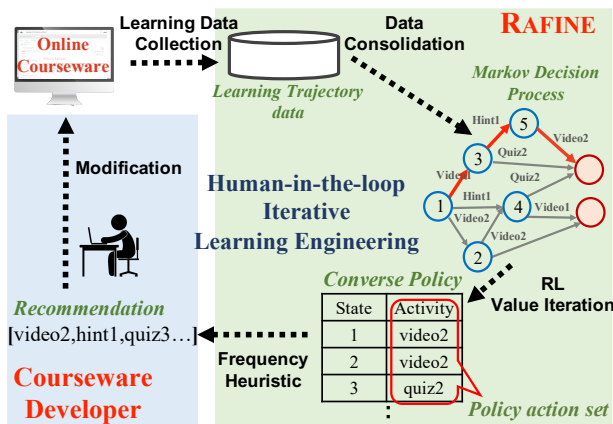 Online
Courseware
Learning Data
Collection
Learning Trajectory
data
Data
Consolidation
RAFINE
Markov Decision
Process
Hint1
5
Video2
3
Quiz2
Video1
Quiz2
1
Hint1
4
Video1
Video2
Video2
2
Modification
Human-in-the-loop
Iterative
Learning Engineering
RL
Value Iteration
Converse Policy
State Activity
1 video2
2 video2
3 quiz2
⋮
Policy action set
Frequency
Heuristic
Recommendation
[video2,hint1,quiz3…]
Courseware
Developer